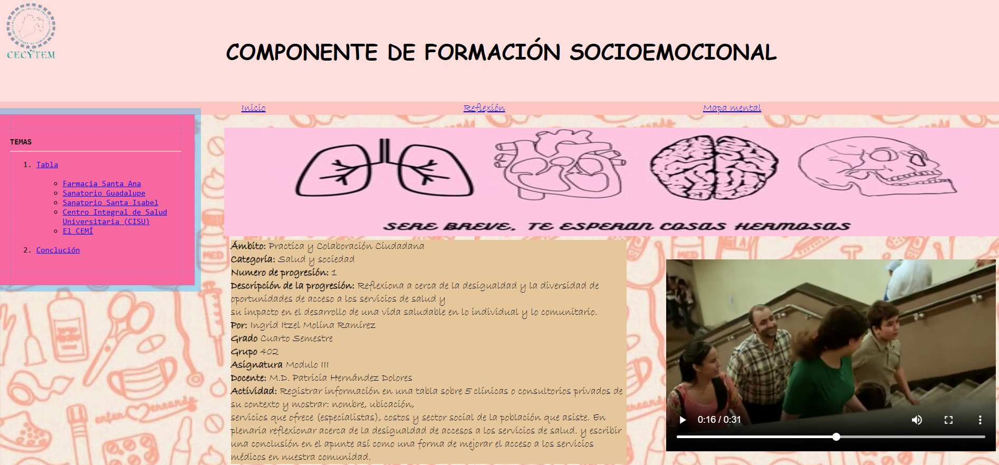 CECYTEM
COMPONENTE DE FORMACIÓN SOCIOEMOCIONAL
Inicio
Reflexión
Mapa mental
TEMAS
1. Tabla
Farmacia Santa Ana
Sanatorio Guadalupe
Sanatorio Santa Isabel
Centro Integral de Salud
Universitaria (CISU)
El CEMÍ
2. Conclución
SERE BREVE, TE ESPERAN COSAS HERMOSAS
Ámbito: Practica y Colaboración Ciudadana
Categoría: Salud y sociedad
Numero de progresión: 1
Descripción de la progresión: Reflexiona a cerca de la desigualdad y la diversidad de
oportunidades de acceso a los servicios de salud y
su impacto en el desarrollo de una vida saludable en lo individual y lo comunitario.
Por: Ingrid Itzel Molina Ramírez
Grado Cuarto Semestre
Grupo 402
Asignatura Modulo III
Docente: M.D. Patricia Hernández Dolores
Actividad: Registrar información en una tabla sobre 5 clínicas o consultorios privados de
su contexto y mostrar: nombre, ubicación,
servicios que ofrece (especialistas), costos y sector social de la población que asiste. En
plenaria reflexionar acerca de la desigualdad de accesos a los servicios de salud. y escribir
una conclusión en el apunte así como una forma de mejorar el acceso a los servicios
médicos en nuestra comunidad.
0:16 / 0:31
MED